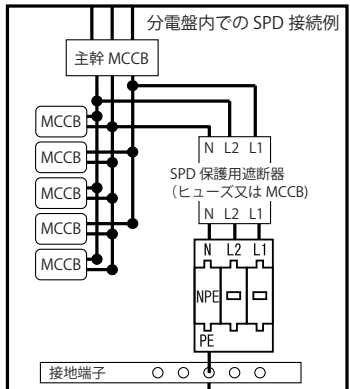 分電盤内での SPD 接続例
主幹 MCCB
MCCB
MCCB
MCCB
MCCB
MCCB
N L2 L1
SPD 保護用遮断器
（ヒューズ又は MCCB)
N L2 L1
N L2 L1
NPE
PE
接地端子